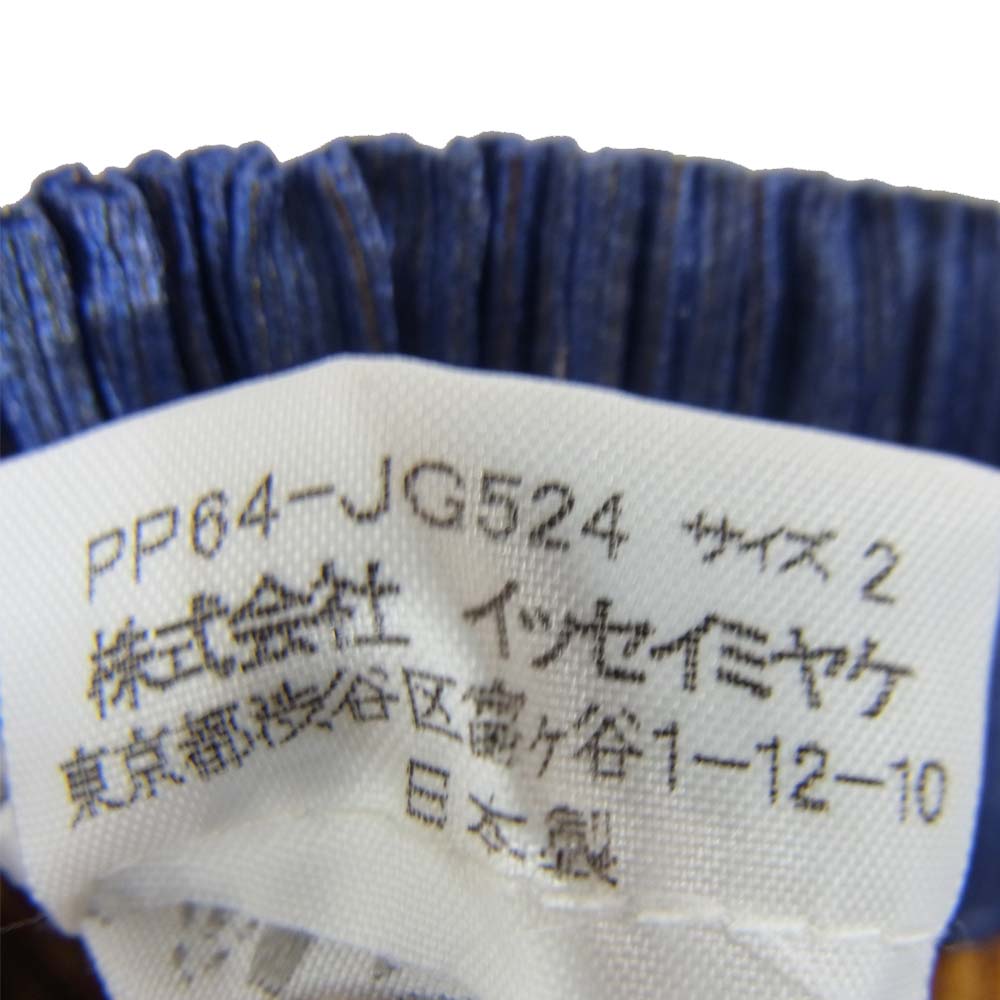 PP64-JG524 サイズ 2
株式会社 イッセイミヤケ
東京都渋谷区富ヶ谷1-12-10
日本製